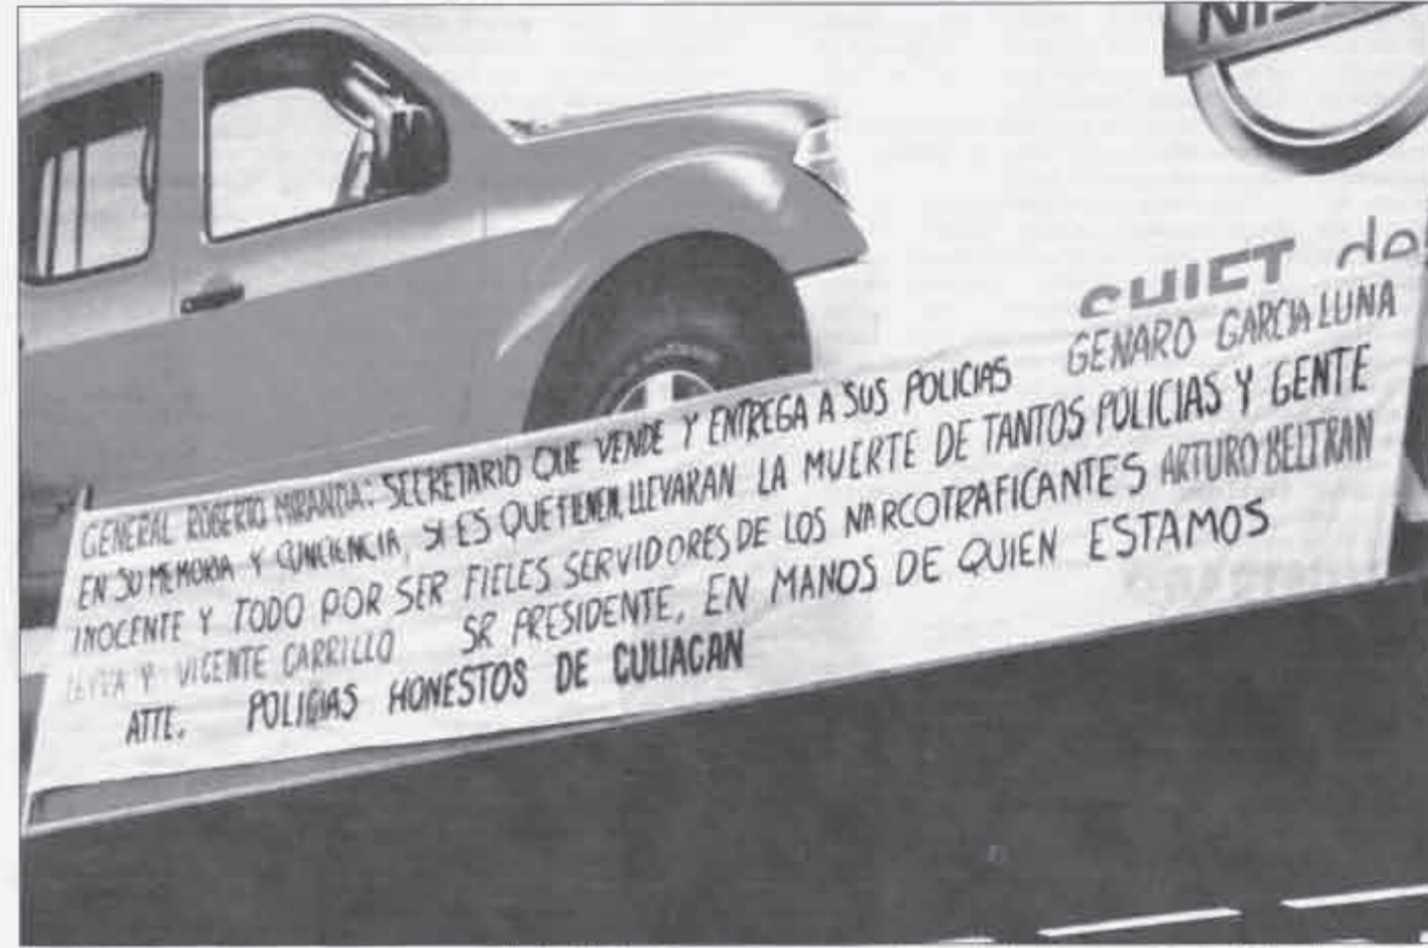 NIS
SHIFT de
GENERAL ROBERTO MIRANDA: SECRETARIO QUE VENDE Y ENTREGA A SUS POLICIAS GENARO GARCIA LUNA
EN SU MEMORIA Y CONCIENCIA, SI ES QUE TIENEN, LLEVARAN LA MUERTE DE TANTOS POLICIAS Y GENTE
INOCENTE Y TODO POR SER FIELES SERVIDORES DE LOS NARCOTRAFICANTES ARTURO BELTRAN
LEYVA Y VICENTE CARRILLO SR PRESIDENTE, EN MANOS DE QUIEN ESTAMOS
ATTE. POLICIAS HONESTOS DE CULIACAN